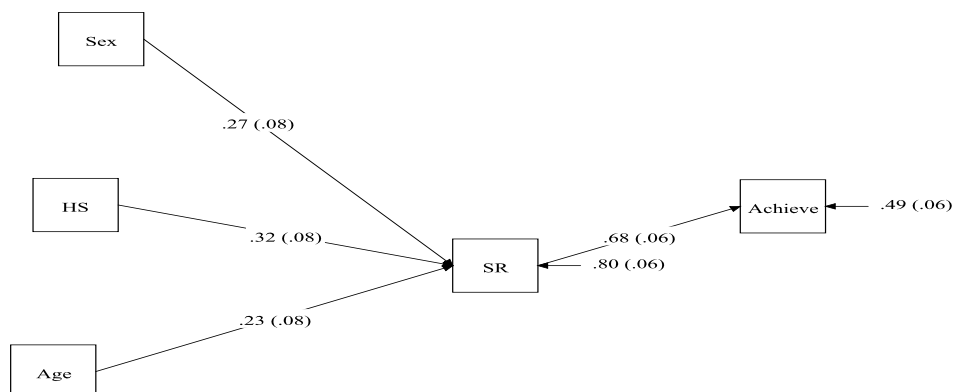 Sex
.27 (.08)
HS
Achieve
.49 (.06)
.32 (.08)
.68 (.06)
SR
.80 (.06)
.23 (.08)
Age